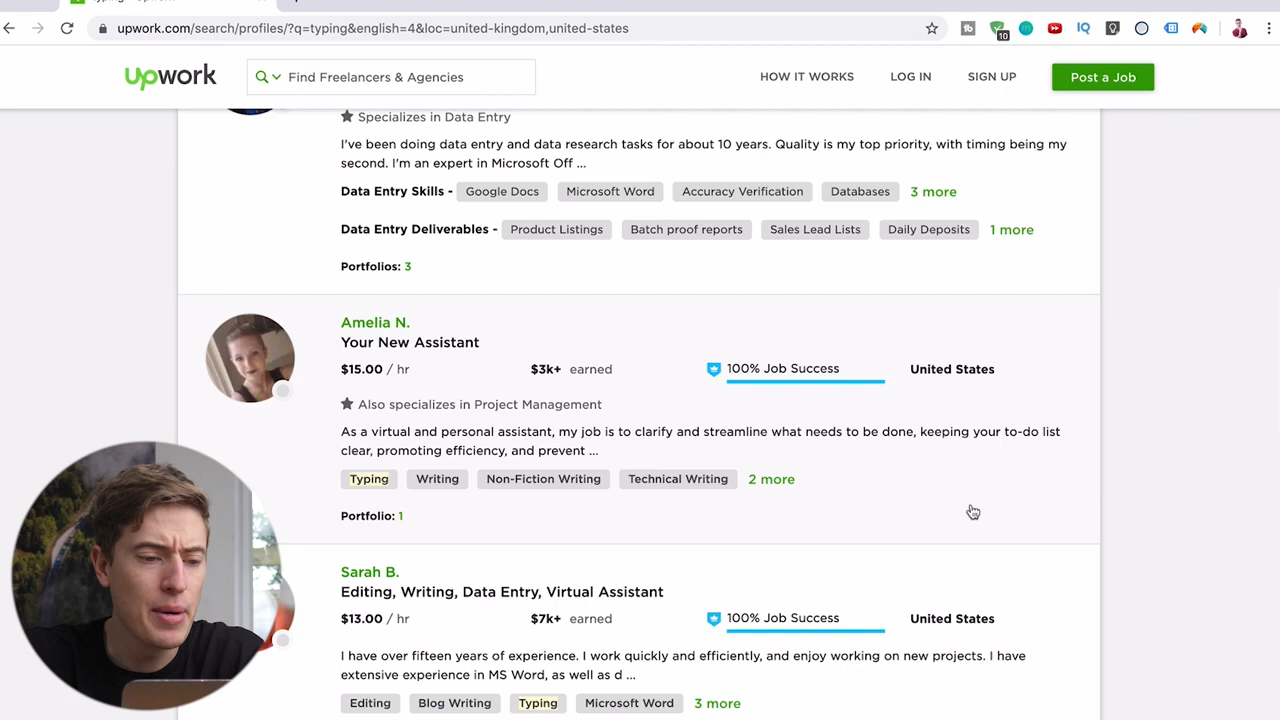 upwork.com/search/profiles/?q=typing&english=4&loc=united-kingdom,united-states
10
IQ
upwork
Find Freelancers & Agencies
HOW IT WORKS
LOG IN
SIGN UP
Post a Job
Specializes in Data Entry
I've been doing data entry and data research tasks for about 10 years. Quality is my top priority, with timing being my
second. I'm an expert in Microsoft Off ...
Data Entry Skills - Google Docs Microsoft Word Accuracy Verification Databases 3 more
Data Entry Deliverables - Product Listings Batch proof reports Sales Lead Lists Daily Deposits 1 more
Portfolios: 3
Amelia N.
Your New Assistant
$15.00 / hr $3k+ earned 100% Job Success United States
Also specializes in Project Management
As a virtual and personal assistant, my job is to clarify and streamline what needs to be done, keeping your to-do list
clear, promoting efficiency, and prevent ...
Typing Writing Non-Fiction Writing Technical Writing 2 more
Portfolio: 1
Sarah B.
Editing, Writing, Data Entry, Virtual Assistant
$13.00 / hr $7k+ earned 100% Job Success United States
I have over fifteen years of experience. I work quickly and efficiently, and enjoy working on new projects. I have
extensive experience in MS Word, as well as d ...
Editing Blog Writing Typing Microsoft Word 3 more